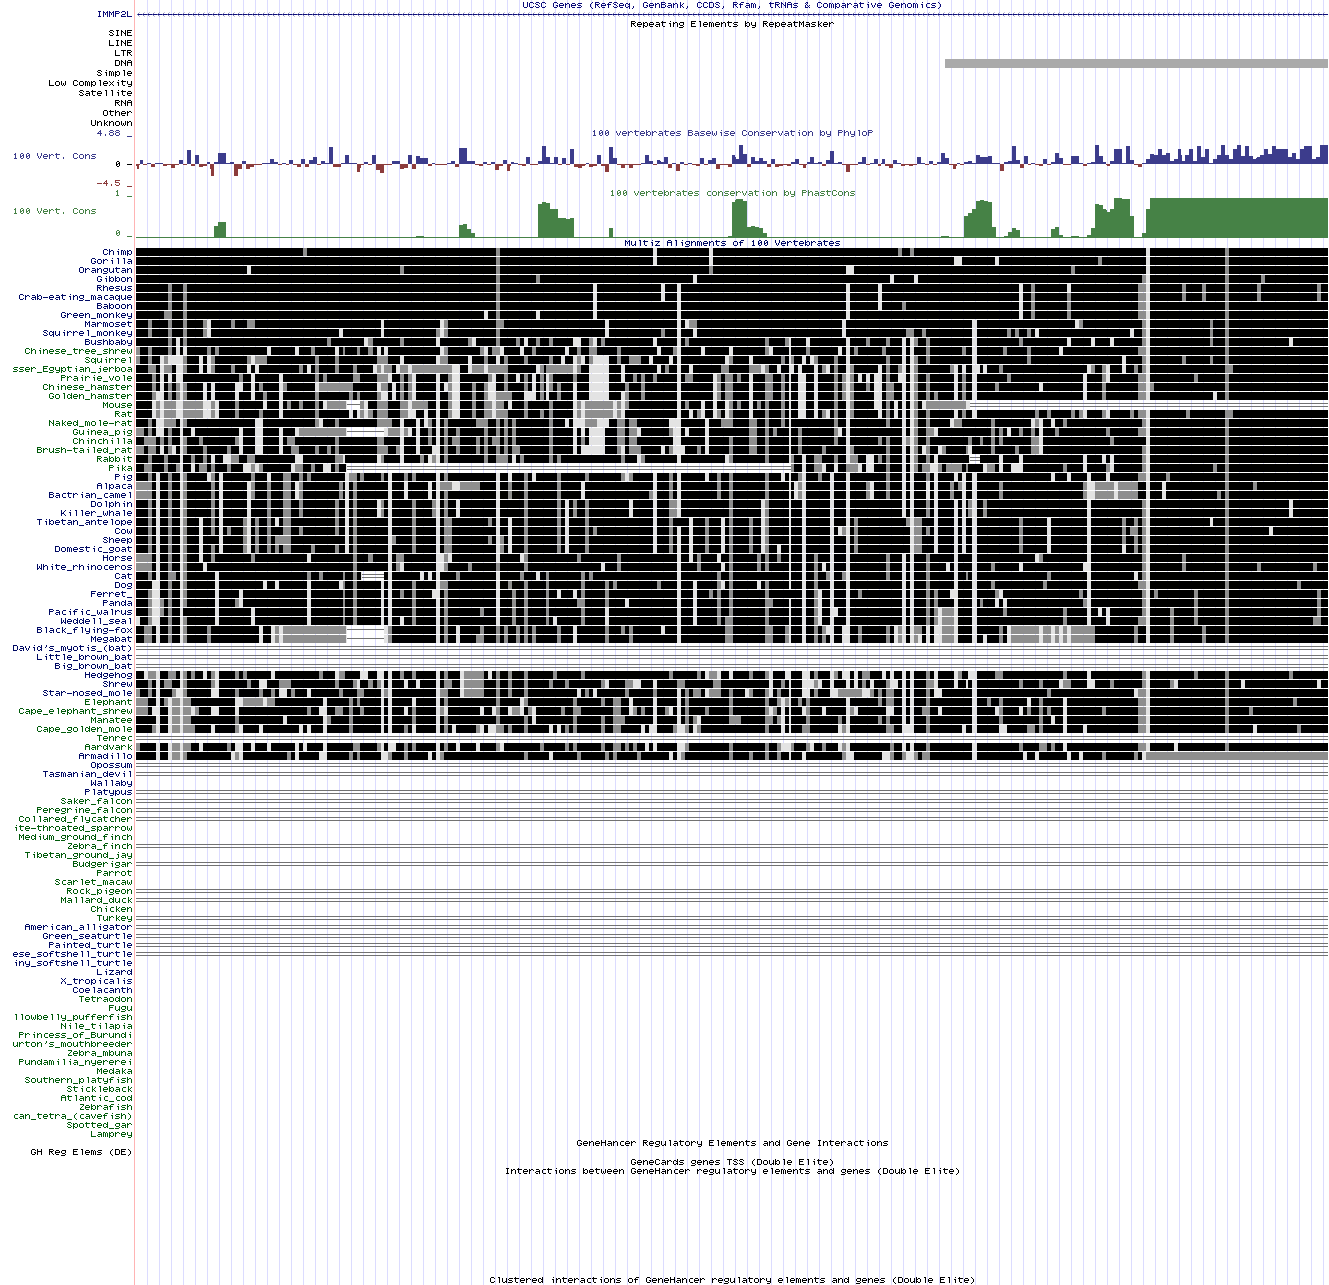 UCSC Genes (RefSeq, GenBank, CCDS, Rfam, tRNAs & Comparative Genomics)
IMMP2L
Repeating Elements by RepeatMasker
SINE
LINE
LTR
DNA
Simple
Low Complexity
Satellite
RNA
Other
Unknown
4.88 _
100 vertebrates Basewise Conservation by PhyloP
100 Vert. Cons
0 _
-4.5 _
100 vertebrates conservation by PhastCons
1 _
100 Vert. Cons
0 _
Multiz Alignments of 100 Vertebrates
Chimp
Gorilla
Orangutan
Gibbon
Rhesus
Crab-eating_macaque
Baboon
Green_monkey
Marmoset
Squirrel_monkey
Bushbaby
Chinese_tree_shrew
Squirrel
sser_Egyptian_jerboa
Prairie_vole
Chinese_hamster
Golden_hamster
Mouse
Rat
Naked_mole-rat
Guinea_pig
Chinchilla
Brush-tailed_rat
Rabbit
Pika
Pig
Alpaca
Bactrian_camel
Dolphin
Killer_whale
Tibetan_antelope
Cow
Sheep
Domestic_goat
Horse
White_rhinoceros
Cat
Dog
Ferret_
Panda
Pacific_walrus
Weddell_seal
Black_flying-fox
Megabat
David's_myotis_(bat)
Little_brown_bat
Big_brown_bat
Hedgehog
Shrew
Star-nosed_mole
Elephant
Cape_elephant_shrew
Manatee
Cape_golden_mole
Tenrec
Aardvark
Armadillo
Opossum
Tasmanian_devil
Wallaby
Platypus
Saker_falcon
Peregrine_falcon
Collared_flycatcher
ite-throated_sparrow
Medium_ground_finch
Zebra_finch
Tibetan_ground_jay
Budgerigar
Parrot
Scarlet_macaw
Rock_pigeon
Mallard_duck
Chicken
Turkey
American_alligator
Green_seaturtle
Painted_turtle
ese_softshell_turtle
iny_softshell_turtle
Lizard
X_tropicalis
Coelacanth
Tetraodon
Fugu
llowbelly_pufferfish
Nile_tilapia
Princess_of_Burundi
urton's_mouthbreeder
Zebra_mbuna
Pundamilia_nyererei
Medaka
Southern_platyfish
Stickleback
Atlantic_cod
Zebrafish
can_tetra_(cavefish)
Spotted_gar
Lamprey
GeneHancer Regulatory Elements and Gene Interactions
GH Reg Elems (DE)
GeneCards genes TSS (Double Elite)
Interactions between GeneHancer regulatory elements and genes (Double Elite)
Clustered interactions of GeneHancer regulatory elements and genes (Double Elite)